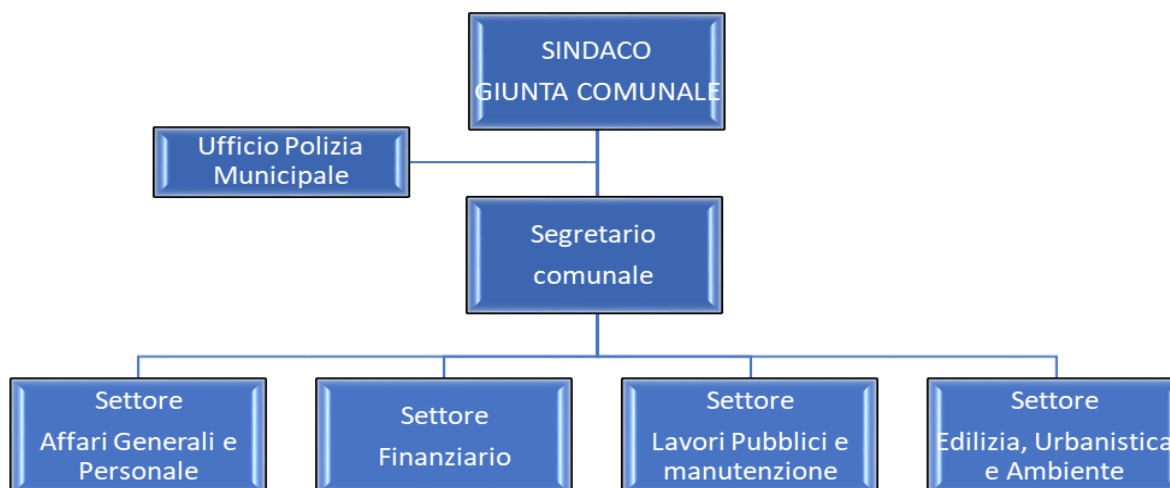 SINDACO
GIUNTA COMUNALE
Ufficio Polizia
Municipale
Segretario
comunale
Settore
Affari Generali e
Personale
Settore
Finanziario
Settore
Lavori Pubblici e
manutenzione
Settore
Edilizia, Urbanistica
e Ambiente